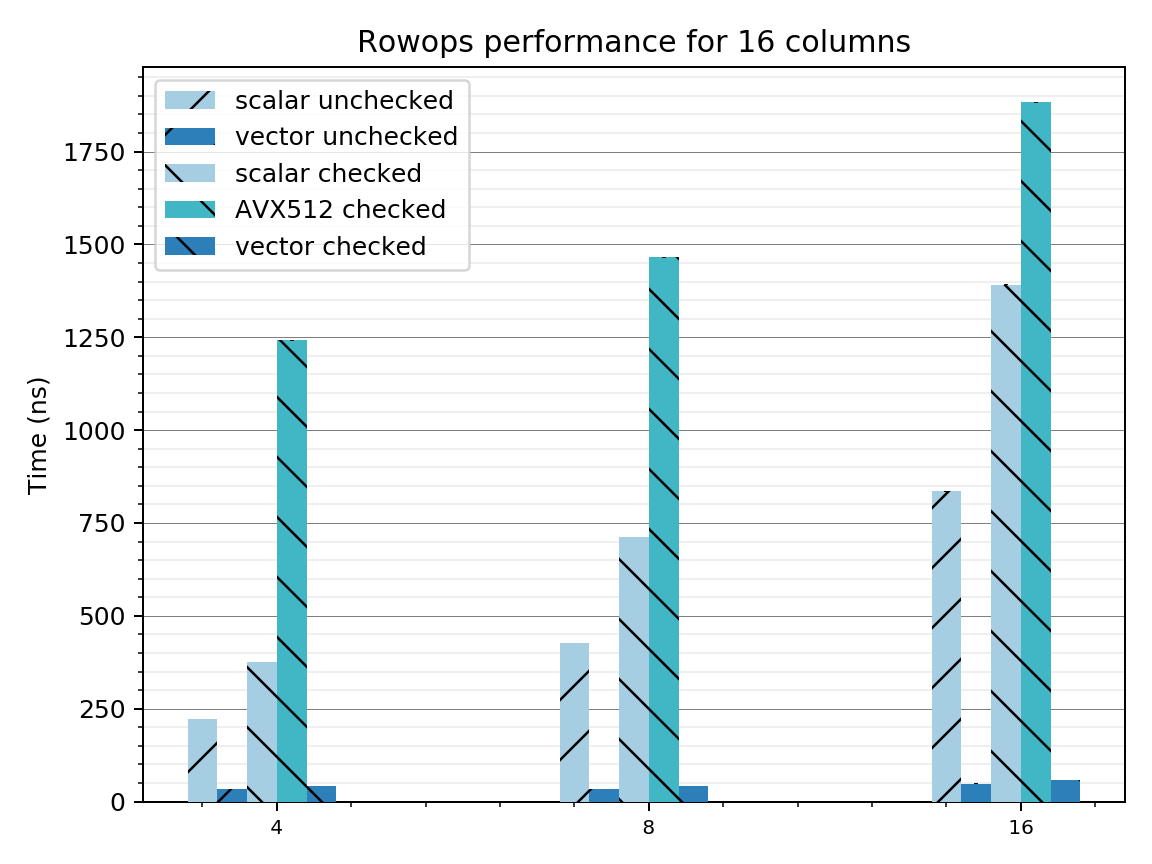 Rowops performance for 16 columns
scalar unchecked
vector unchecked
scalar checked
AVX512 checked
vector checked
Time (ns)
1750
1500
1250
1000
750
500
250
0
4
8
16